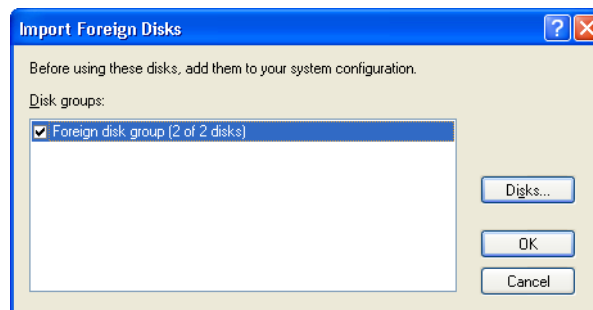 Import Foreign Disks
Before using these disks, add them to your system configuration.
Disk groups:
Foreign disk group (2 of 2 disks)
Disks...
OK
Cancel